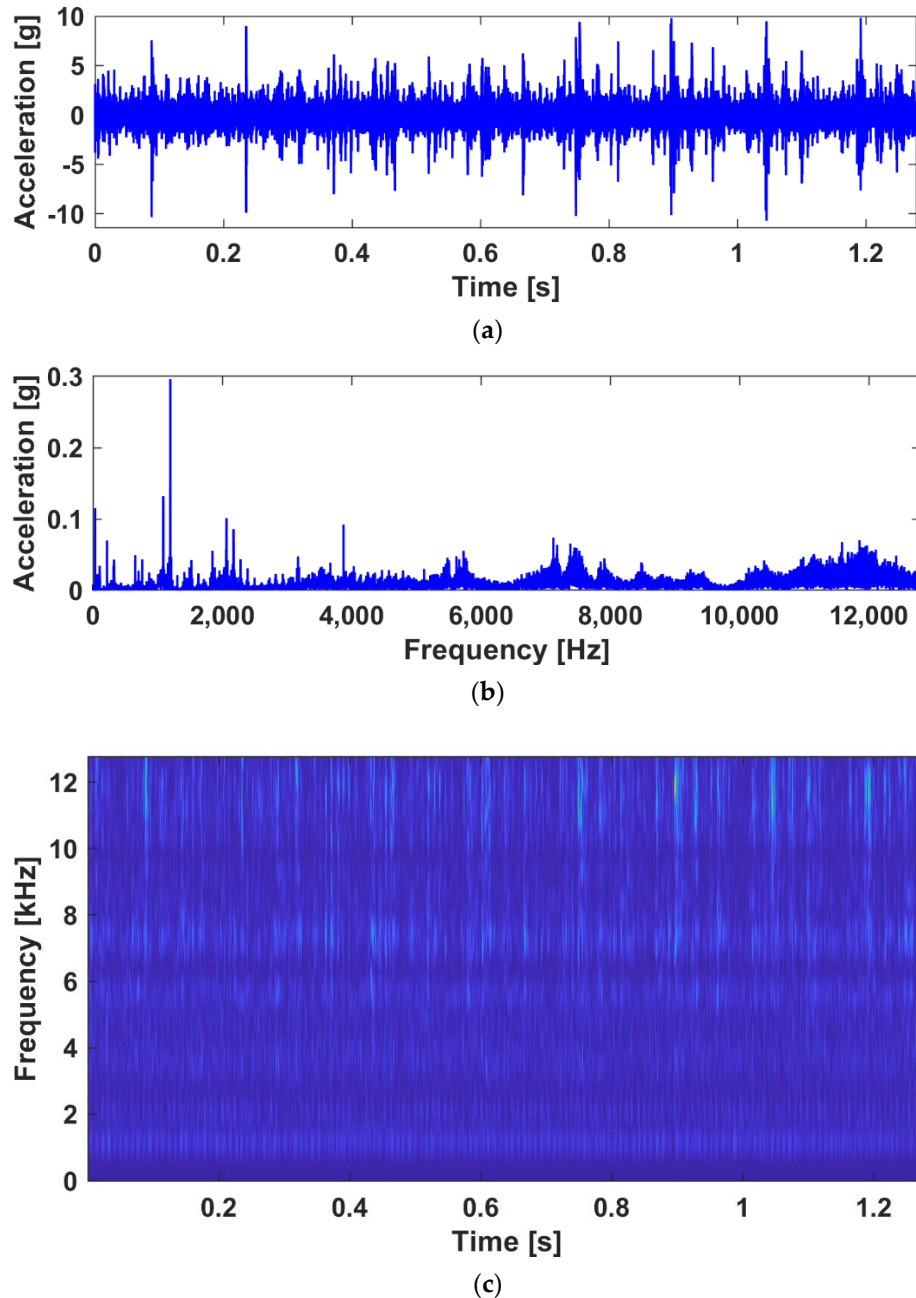 Acceleration [g]
10
5
0
-5
-10
0 0.2 0.4 0.6 0.8 1 1.2
Time [s]
(a)
Acceleration [g]
0.3
0.2
0.1
0
0 2,000 4,000 6,000 8,000 10,000 12,000
Frequency [Hz]
(b)
Frequency [kHz]
12
10
8
6
4
2
0
0.2 0.4 0.6 0.8 1 1.2
Time [s]
(c)